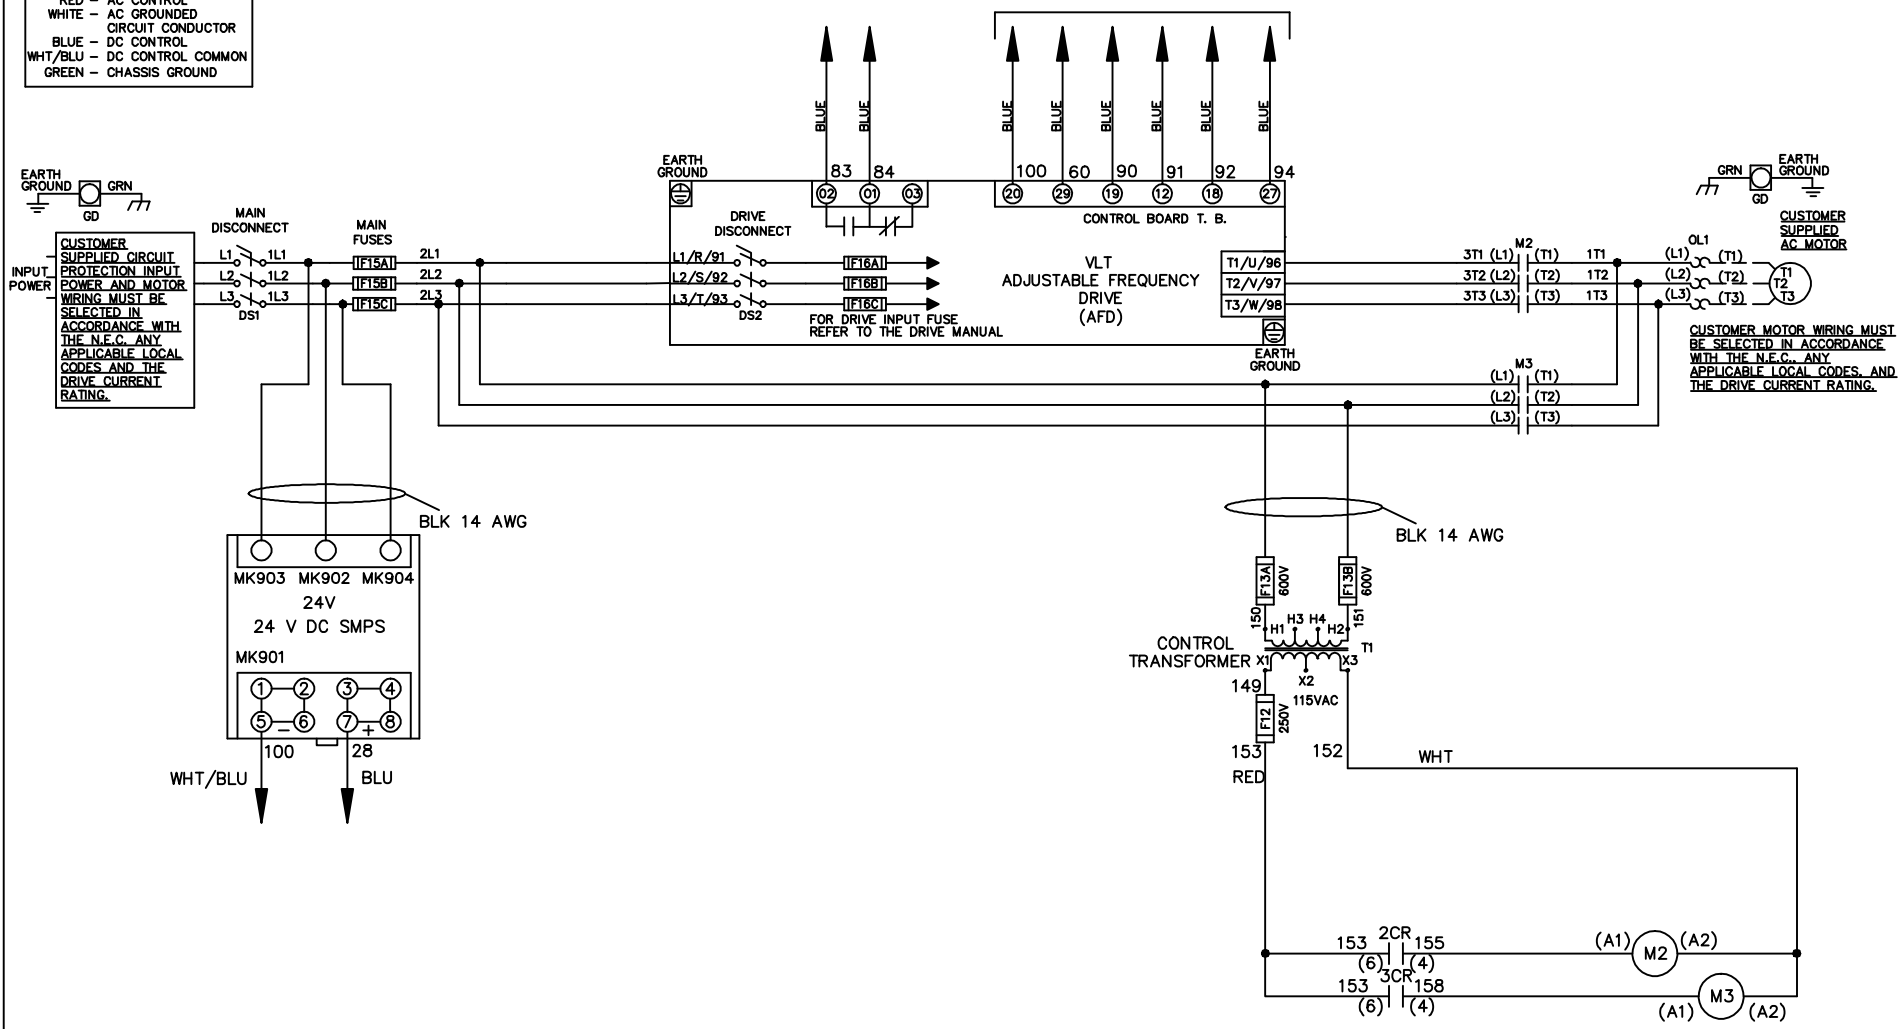 RED – AC CONTROL
WHITE – AC GROUNDED
CIRCUIT CONDUCTOR
BLUE – DC CONTROL
WHT/BLU – DC CONTROL COMMON
GREEN – CHASSIS GROUND
BLUE
BLUE
BLUE
BLUE
BLUE
BLUE
BLUE
BLUE
83
84
100
60
90
91
92
94
02
01
03
20
29
19
12
18
27
CONTROL BOARD T. B.
EARTH
GROUND
GRN
GD
MAIN
DISCONNECT
MAIN
FUSES
INPUT
POWER
CUSTOMER
SUPPLIED CIRCUIT
PROTECTION INPUT
POWER AND MOTOR
WIRING MUST BE
SELECTED IN
ACCORDANCE WITH
THE N.E.C. ANY
APPLICABLE LOCAL
CODES AND THE
DRIVE CURRENT
RATING.
L1 1L1
L2 1L2
L3 1L3
DS1
F15A
F15B
F15C
2L1
2L2
2L3
EARTH
GROUND
DRIVE
DISCONNECT
L1/R/91
L2/S/92
L3/T/93
DS2
F16A
F16B
F16C
FOR DRIVE INPUT FUSE
REFER TO THE DRIVE MANUAL
VLT
ADJUSTABLE FREQUENCY
DRIVE
(AFD)
T1/U/96
T2/V/97
T3/W/98
EARTH
GROUND
M2
3T1 (L1) (T1) 1T1
3T2 (L2) (T2) 1T2
3T3 (L3) (T3) 1T3
M3
(L1) (T1)
(L2) (T2)
(L3) (T3)
GRN
EARTH
GROUND
GD
CUSTOMER
SUPPLIED
AC MOTOR
OL1
(L1) (T1)
(L2) (T2)
(L3) (T3)
T1
T2
T3
CUSTOMER MOTOR WIRING MUST
BE SELECTED IN ACCORDANCE
WITH THE N.E.C., ANY
APPLICABLE LOCAL CODES, AND
THE DRIVE CURRENT RATING.
BLK 14 AWG
MK903 MK902 MK904
24V
24 V DC SMPS
MK901
1 2 3 4
5 6 7 8
– +
100
28
WHT/BLU
BLU
BLK 14 AWG
F13A
600V
F13B
600V
150
151
H1 H3 H4 H2
T1
CONTROL
TRANSFORMER
X1 X3
X2
149
115VAC
F12
250V
153
152
RED
WHT
2CR
153 155
(6) (4)
(A1) M2 (A2)
3CR
153 158
(6) (4)
(A1) M3 (A2)